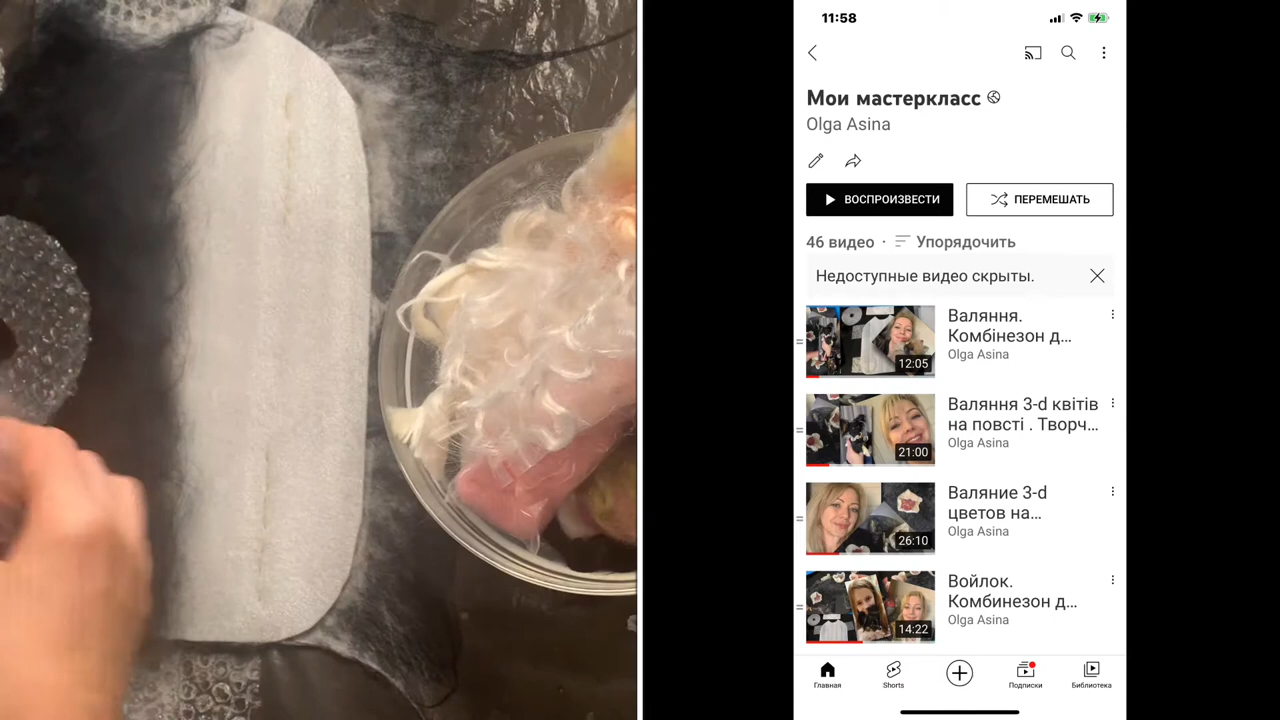 11:58
Мои мастеркласс
Olga Asina
ВОСПРОИЗВЕСТИ
ПЕРЕМЕШАТЬ
46 видео · Упорядочить
Недоступные видео скрыты.
Валяння.
Комбінезон д...
Olga Asina
12:05
Валяння 3-d квітів
на повсті . Творч...
Olga Asina
21:00
Валяние 3-d
цветов на...
Olga Asina
26:10
Войлок.
Комбинезон д...
Olga Asina
14:22
Главная
Shorts
Подписки
Библиотека